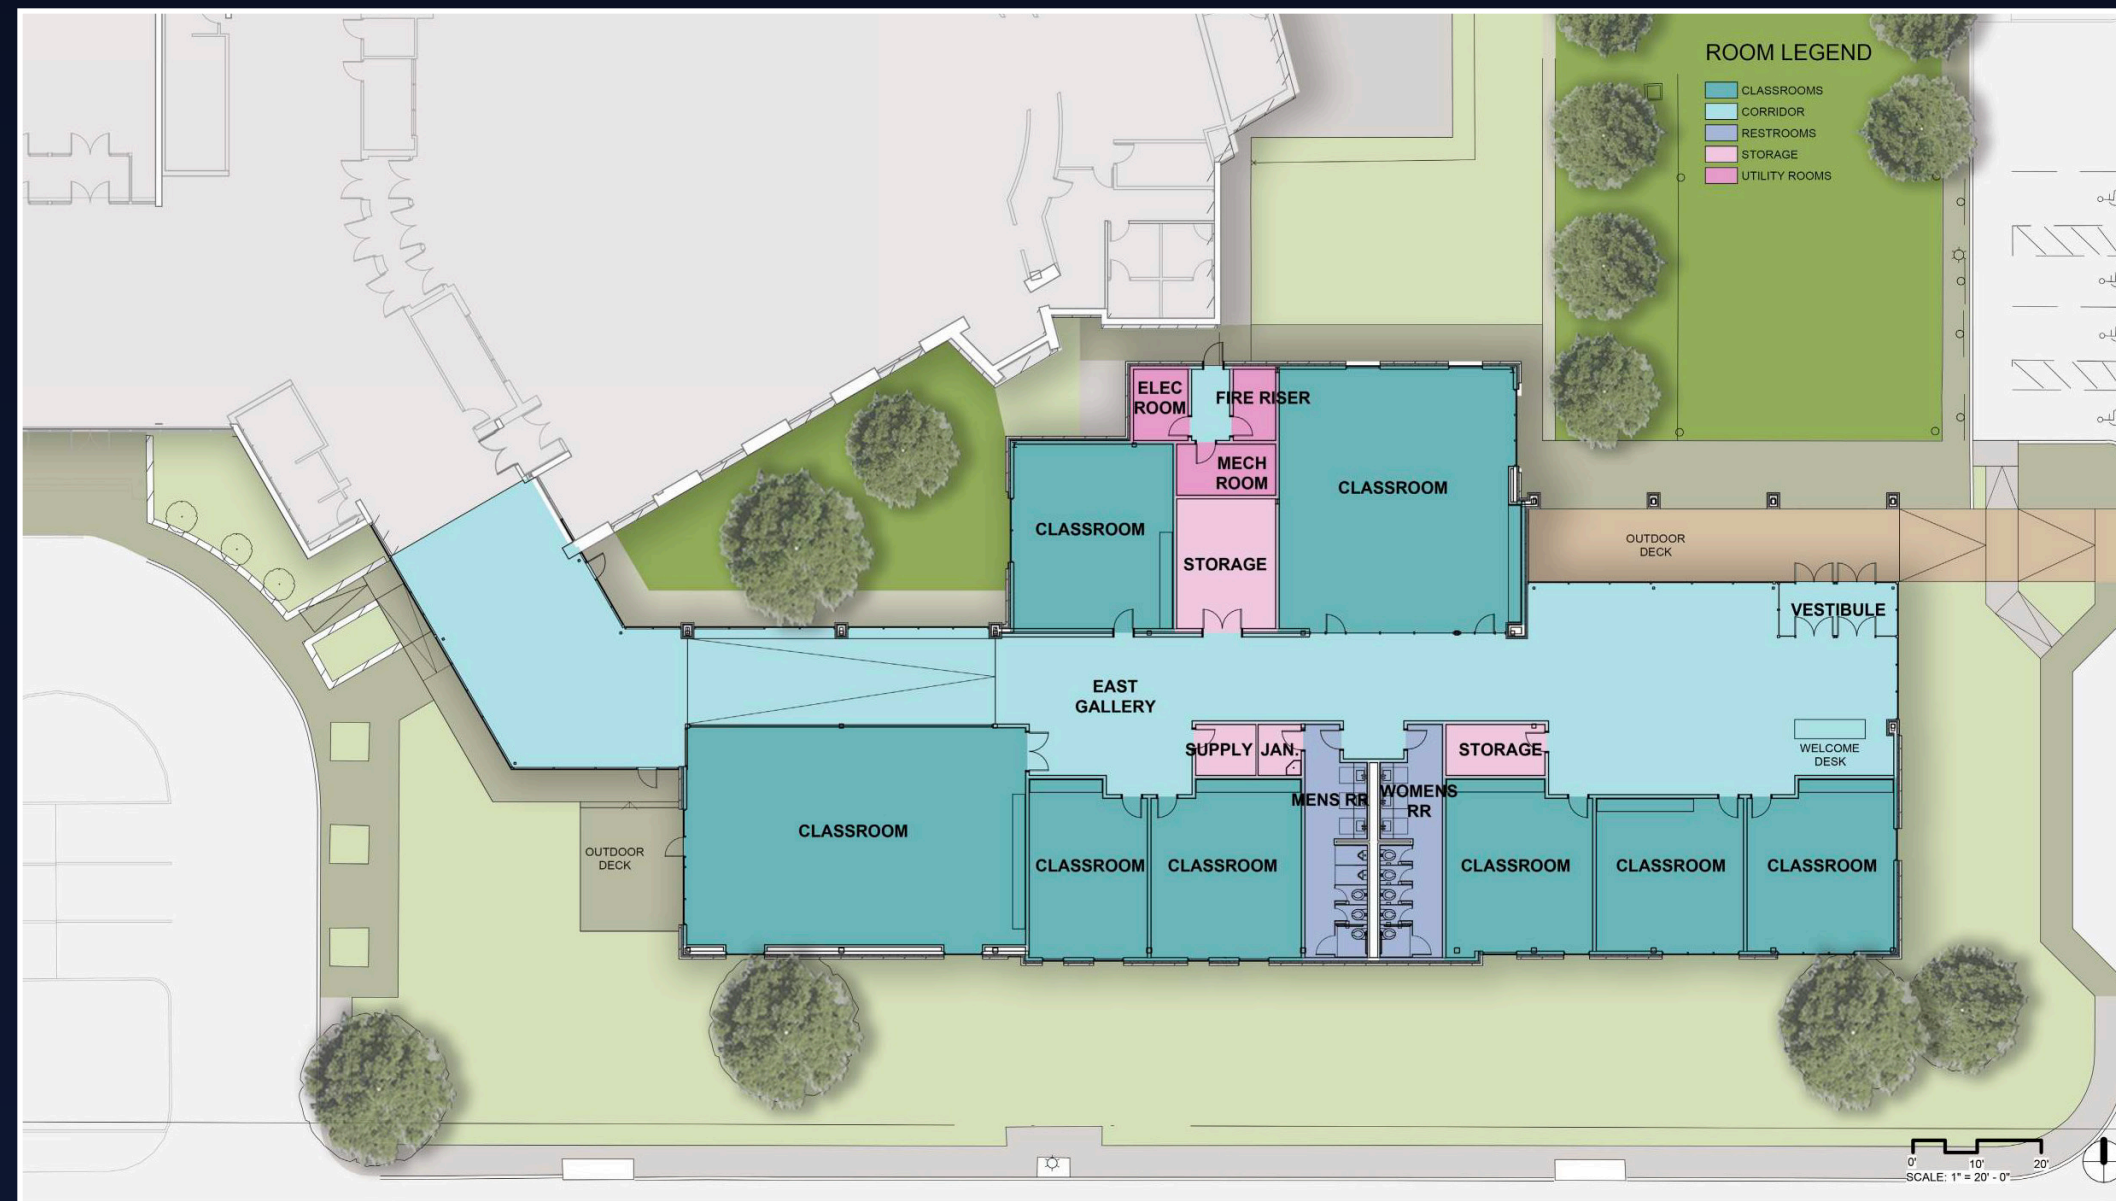 ROOM LEGEND
CLASSROOMS
CORRIDOR
RESTROOMS
STORAGE
UTILITY ROOMS
ELEC
ROOM
FIRE RISER
MECH
ROOM
CLASSROOM
CLASSROOM
STORAGE
OUTDOOR
DECK
VESTIBULE
EAST
GALLERY
SUPPLY
JAN.
STORAGE
WELCOME
DESK
MENS RR
WOMENS
RR
CLASSROOM
OUTDOOR
DECK
CLASSROOM
CLASSROOM
CLASSROOM
CLASSROOM
CLASSROOM
0'
10'
20'
SCALE: 1" = 20' - 0"